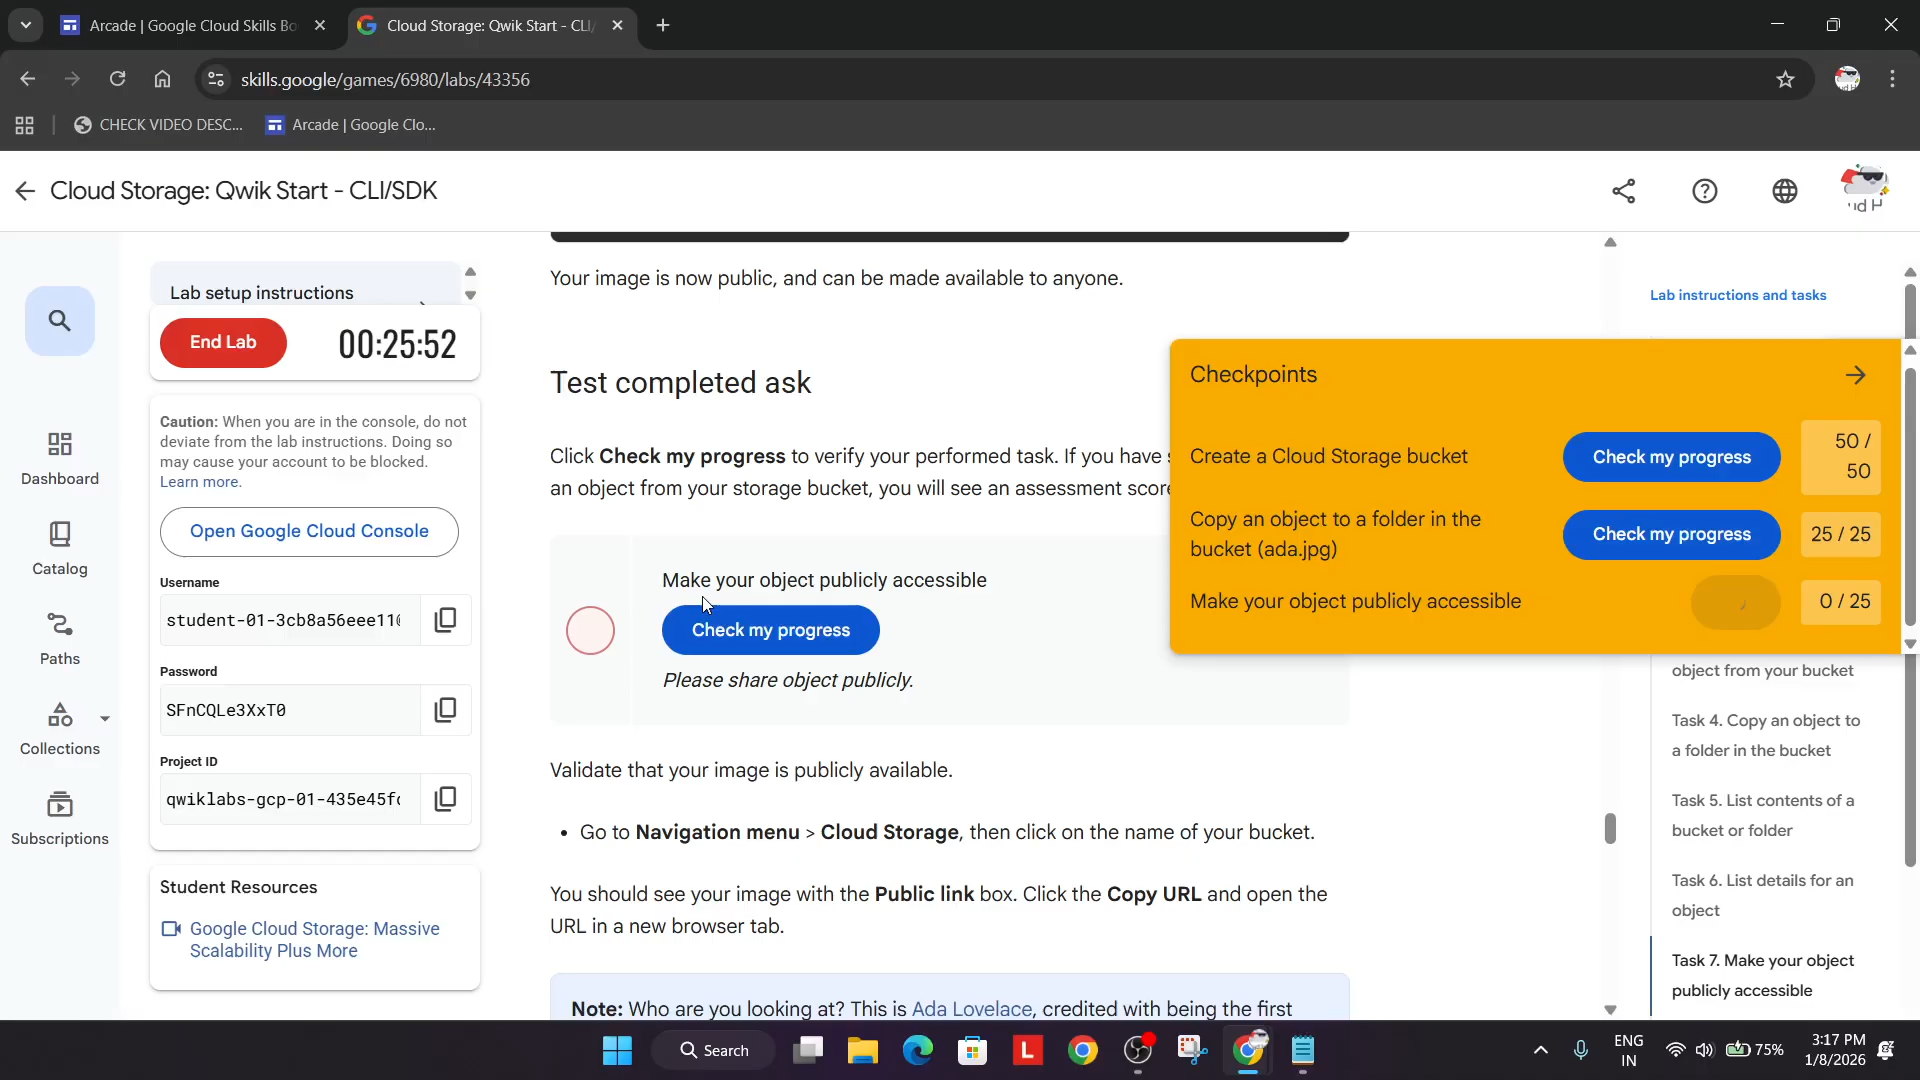 Arcade | Google Cloud Skills Bo
Cloud Storage: Qwik Start - CLI/
skills.google/games/6980/labs/43356
CHECK VIDEO DESC...
Arcade | Google Clo...
Cloud Storage: Qwik Start - CLI/SDK
Lab setup instructions
End Lab
00:25:52
Caution: When you are in the console, do not
deviate from the lab instructions. Doing so
may cause your account to be blocked.
Learn more.
Open Google Cloud Console
Username
student-01-3cb8a56eee11
Password
SFnCQLe3XxT0
Project ID
qwiklabs-gcp-01-435e45f
Student Resources
Google Cloud Storage: Massive
Scalability Plus More
Dashboard
Catalog
Paths
Collections
Subscriptions
Your image is now public, and can be made available to anyone.
Test completed ask
Click Check my progress to verify your performed task. If you have
an object from your storage bucket, you will see an assessment score
Make your object publicly accessible
Check my progress
Please share object publicly.
Validate that your image is publicly available.
• Go to Navigation menu > Cloud Storage, then click on the name of your bucket.
You should see your image with the Public link box. Click the Copy URL and open the
URL in a new browser tab.
Note: Who are you looking at? This is Ada Lovelace, credited with being the first
Checkpoints
Create a Cloud Storage bucket
Check my progress
50 /
50
Copy an object to a folder in the
bucket (ada.jpg)
Check my progress
25 / 25
Make your object publicly accessible
0 / 25
Lab instructions and tasks
object from your bucket
Task 4. Copy an object to
a folder in the bucket
Task 5. List contents of a
bucket or folder
Task 6. List details for an
object
Task 7. Make your object
publicly accessible
Search
ENG
IN
75%
3:17 PM
1/8/2026